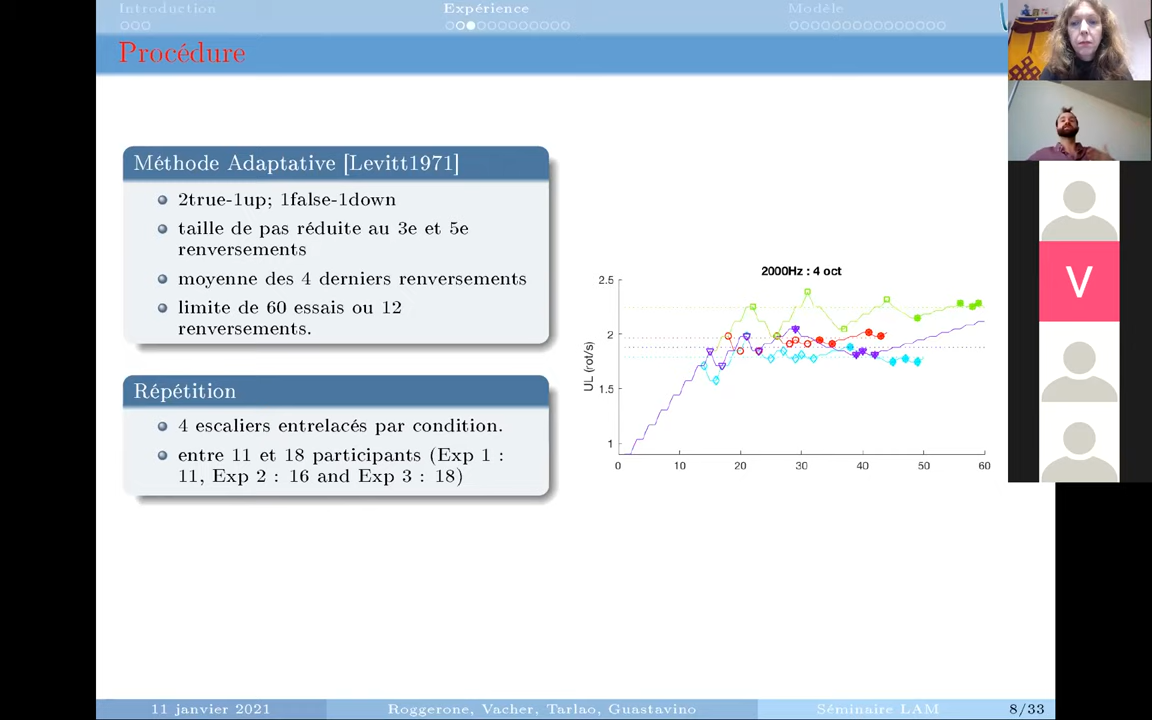 Introduction
Expérience
Modèle
Procédure
Méthode Adaptative [Levitt1971]
2true-1up; 1false-1down
taille de pas réduite au 3e et 5e
renversements
moyenne des 4 derniers renversements
limite de 60 essais ou 12
renversements.
Répétition
4 escaliers entrelacés par condition.
entre 11 et 18 participants (Exp 1 :
11, Exp 2 : 16 and Exp 3 : 18)
2000Hz : 4 oct
UL (rot/s)
2.5
2
1.5
1
0 10 20 30 40 50 60
V
11 janvier 2021
Roggerone, Vacher, Tarlao, Guastavino
Séminaire LAM
8/33